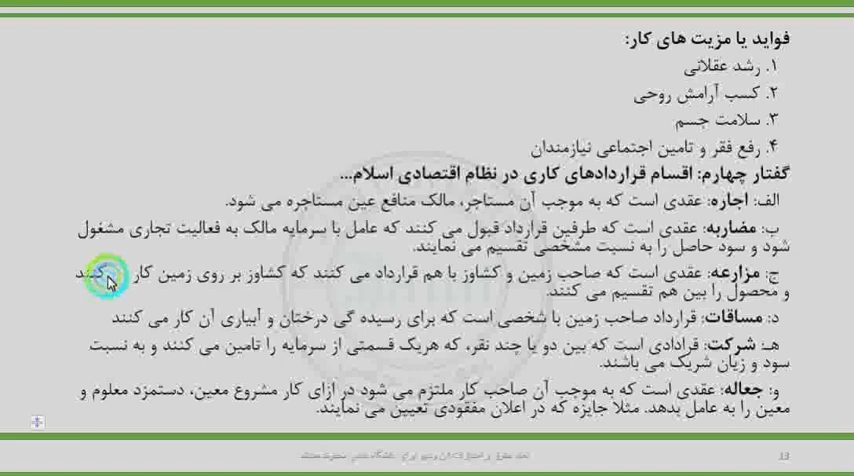 فواید یا مزیت های کار:
۱. رشد عقلانی
۲. کسب آرامش روحی
۳. سلامت جسم
۴. رفع فقر و تامین اجتماعی نیازمندان
گفتار چهارم: اقسام قراردادهای کاری در نظام اقتصادی اسلام...
الف: اجاره: عقدی است که به موجب آن مستاجر، مالک منافع عین مستاجره می شود.
ب: مضاربه: عقدی است که طرفین قرارداد قبول می کنند که عامل با سرمایه مالک به فعالیت تجاری مشغول
شود و سود حاصل را به نسبت مشخصی تقسیم می نمایند.
ج: مزارعه: عقدی است که صاحب زمین و کشاوز با هم قرارداد می کنند که کشاوز بر روی زمین کار کنند
و محصول را بین هم تقسیم می کنند.
د: مساقات: قرارداد صاحب زمین با شخصی است که برای رسیده گی درختان و آبیاری آن کار می کنند
هـ: شرکت: قرادادی است که بین دو یا چند نفر، که هریک قسمتی از سرمایه را تامین می کنند و به نسبت
سود و زیان شریک می باشند.
و: جعاله: عقدی است که به موجب آن صاحب کار ملتزم می شود در ازای کار مشروع معین، دستمزد معلوم و
معین را به عامل بدهد. مثلا جایزه که در اعلان مفقودی تعیین می نمایند.
13